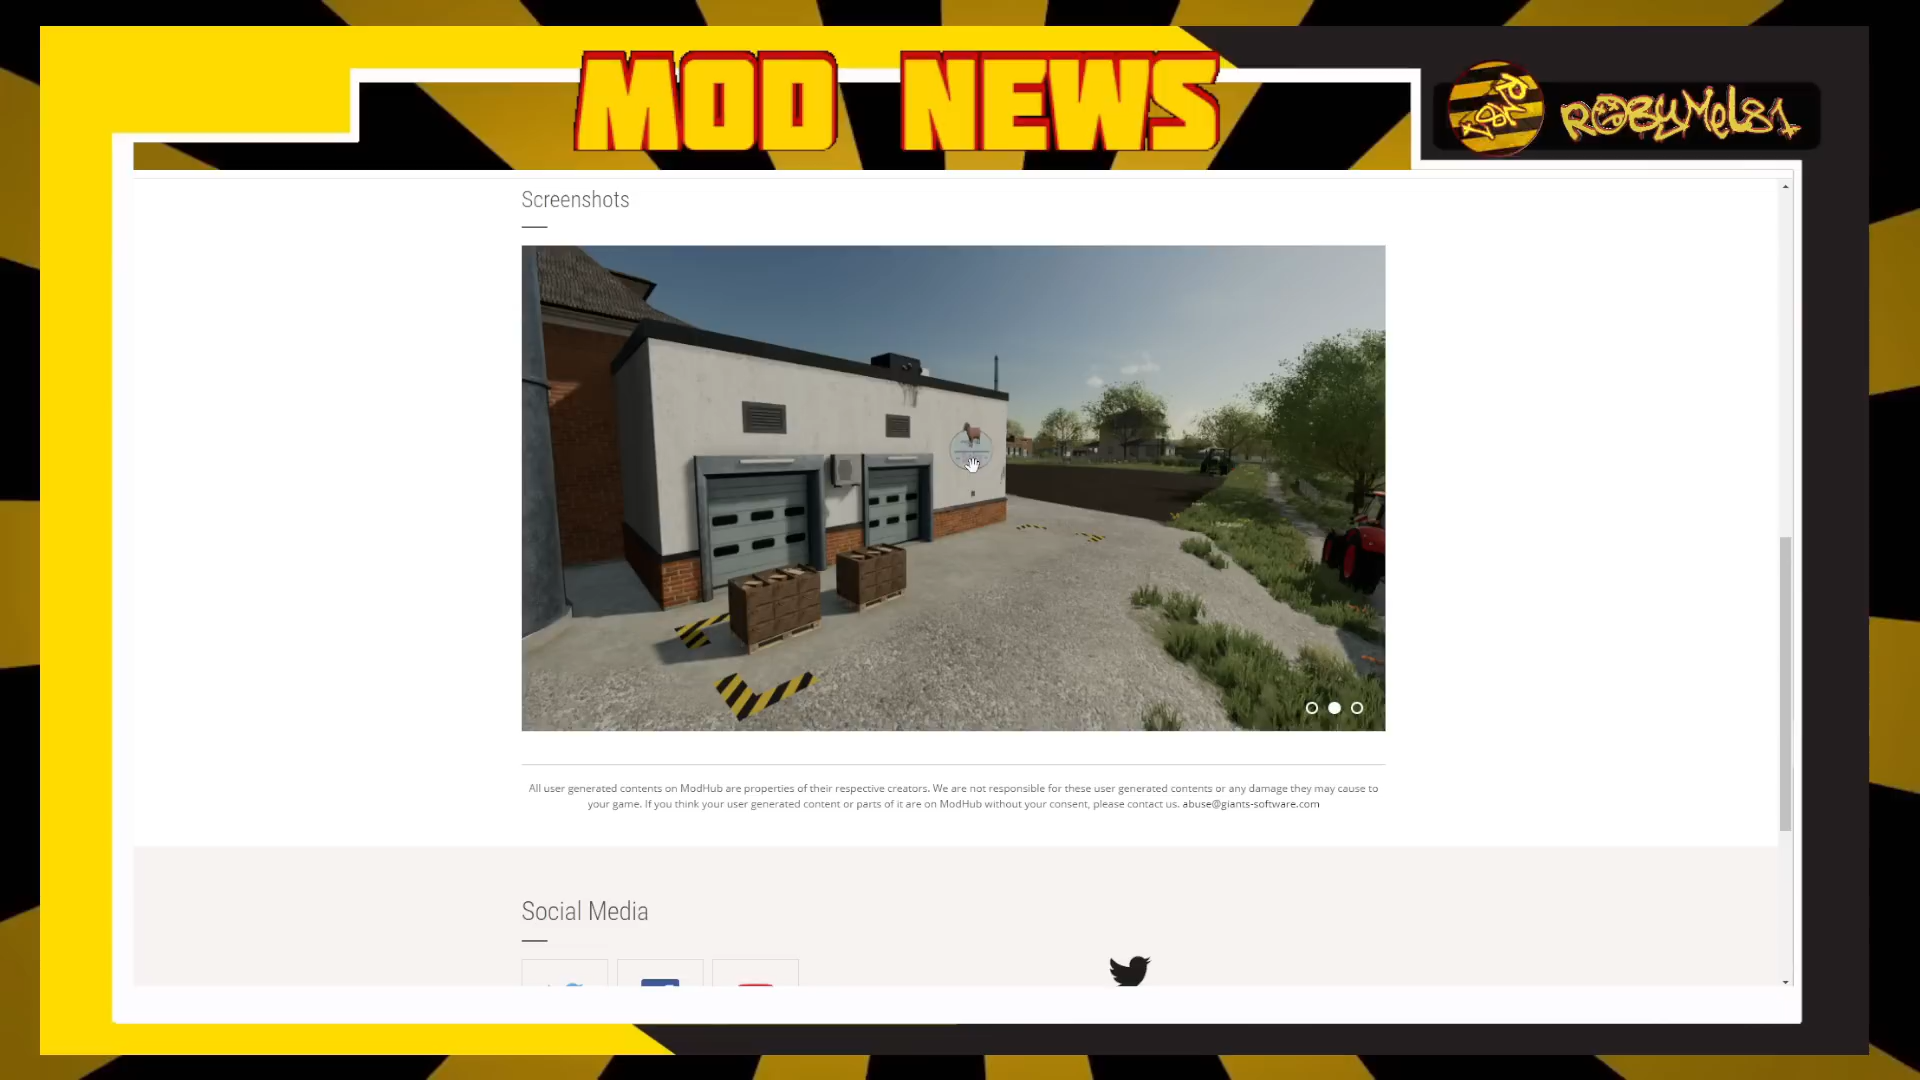 MOD NEWS
RMB1
RObyMel81
Screenshots
All user generated contents on ModHub are properties of their respective creators. We are not responsible for these user generated contents or any damage they may cause to
your game. If you think your user generated content or parts of it are on ModHub without your consent, please contact us. abuse@giants-software.com
Social Media